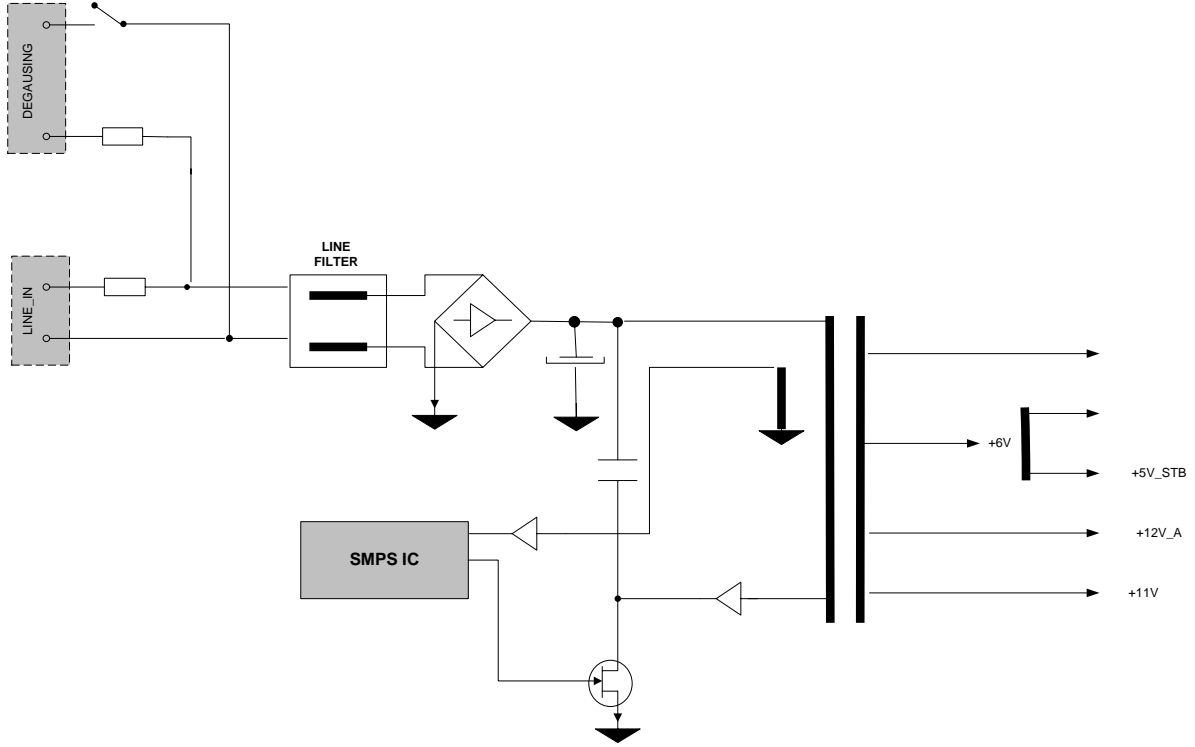 DEGAUSING
LINE_IN
LINE
FILTER
SMPS IC
+6V
+5V_STB
+12V_A
+11V